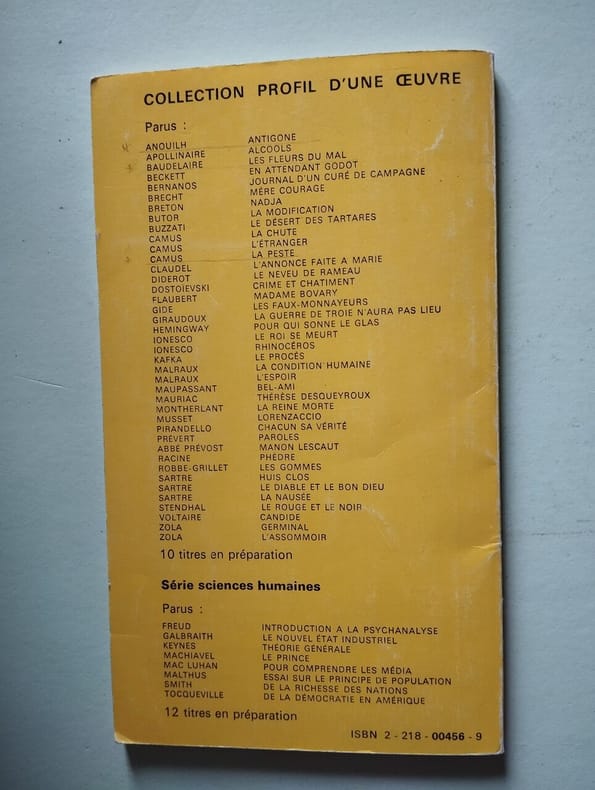 COLLECTION PROFIL D'UNE ŒUVRE
Parus :
ANOUILH ANTIGONE
APOLLINAIRE ALCOOLS
BAUDELAIRE LES FLEURS DU MAL
BECKETT EN ATTENDANT GODOT
BERNANOS JOURNAL D'UN CURÉ DE CAMPAGNE
BRECHT MÈRE COURAGE
BRETON NADJA
BUTOR LA MODIFICATION
BUZZATI LE DÉSERT DES TARTARES
CAMUS LA CHUTE
CAMUS L'ÉTRANGER
CAMUS LA PESTE
CLAUDEL L'ANNONCE FAITE A MARIE
DIDEROT LE NEVEU DE RAMEAU
DOSTOÏEVSKI CRIME ET CHATIMENT
FLAUBERT MADAME BOVARY
GIDE LES FAUX-MONNAYEURS
GIRAUDOUX LA GUERRE DE TROIE N'AURA PAS LIEU
HEMINGWAY POUR QUI SONNE LE GLAS
IONESCO LE ROI SE MEURT
IONESCO RHINOCÉROS
KAFKA LE PROCÈS
MALRAUX LA CONDITION HUMAINE
MALRAUX L'ESPOIR
MAUPASSANT BEL-AMI
MAURIAC THÉRÈSE DESQUEYROUX
MONTHERLANT LA REINE MORTE
MUSSET LORENZACCIO
PIRANDELLO CHACUN SA VÉRITÉ
PRÉVERT PAROLES
ABBÉ PRÉVOST MANON LESCAUT
RACINE PHÈDRE
ROBBE-GRILLET LES GOMMES
SARTRE HUIS CLOS
SARTRE LE DIABLE ET LE BON DIEU
SARTRE LA NAUSÉE
STENDHAL LE ROUGE ET LE NOIR
VOLTAIRE CANDIDE
ZOLA GERMINAL
ZOLA L'ASSOMMOIR
10 titres en préparation
Série sciences humaines
Parus :
FREUD INTRODUCTION A LA PSYCHANALYSE
GALBRAITH LE NOUVEL ÉTAT INDUSTRIEL
KEYNES THÉORIE GÉNÉRALE
MACHIAVEL LE PRINCE
MAC LUHAN POUR COMPRENDRE LES MÉDIA
MALTHUS ESSAI SUR LE PRINCIPE DE POPULATION
SMITH DE LA RICHESSE DES NATIONS
TOCQUEVILLE DE LA DÉMOCRATIE EN AMÉRIQUE
12 titres en préparation
ISBN 2 - 218 - 00456 - 9